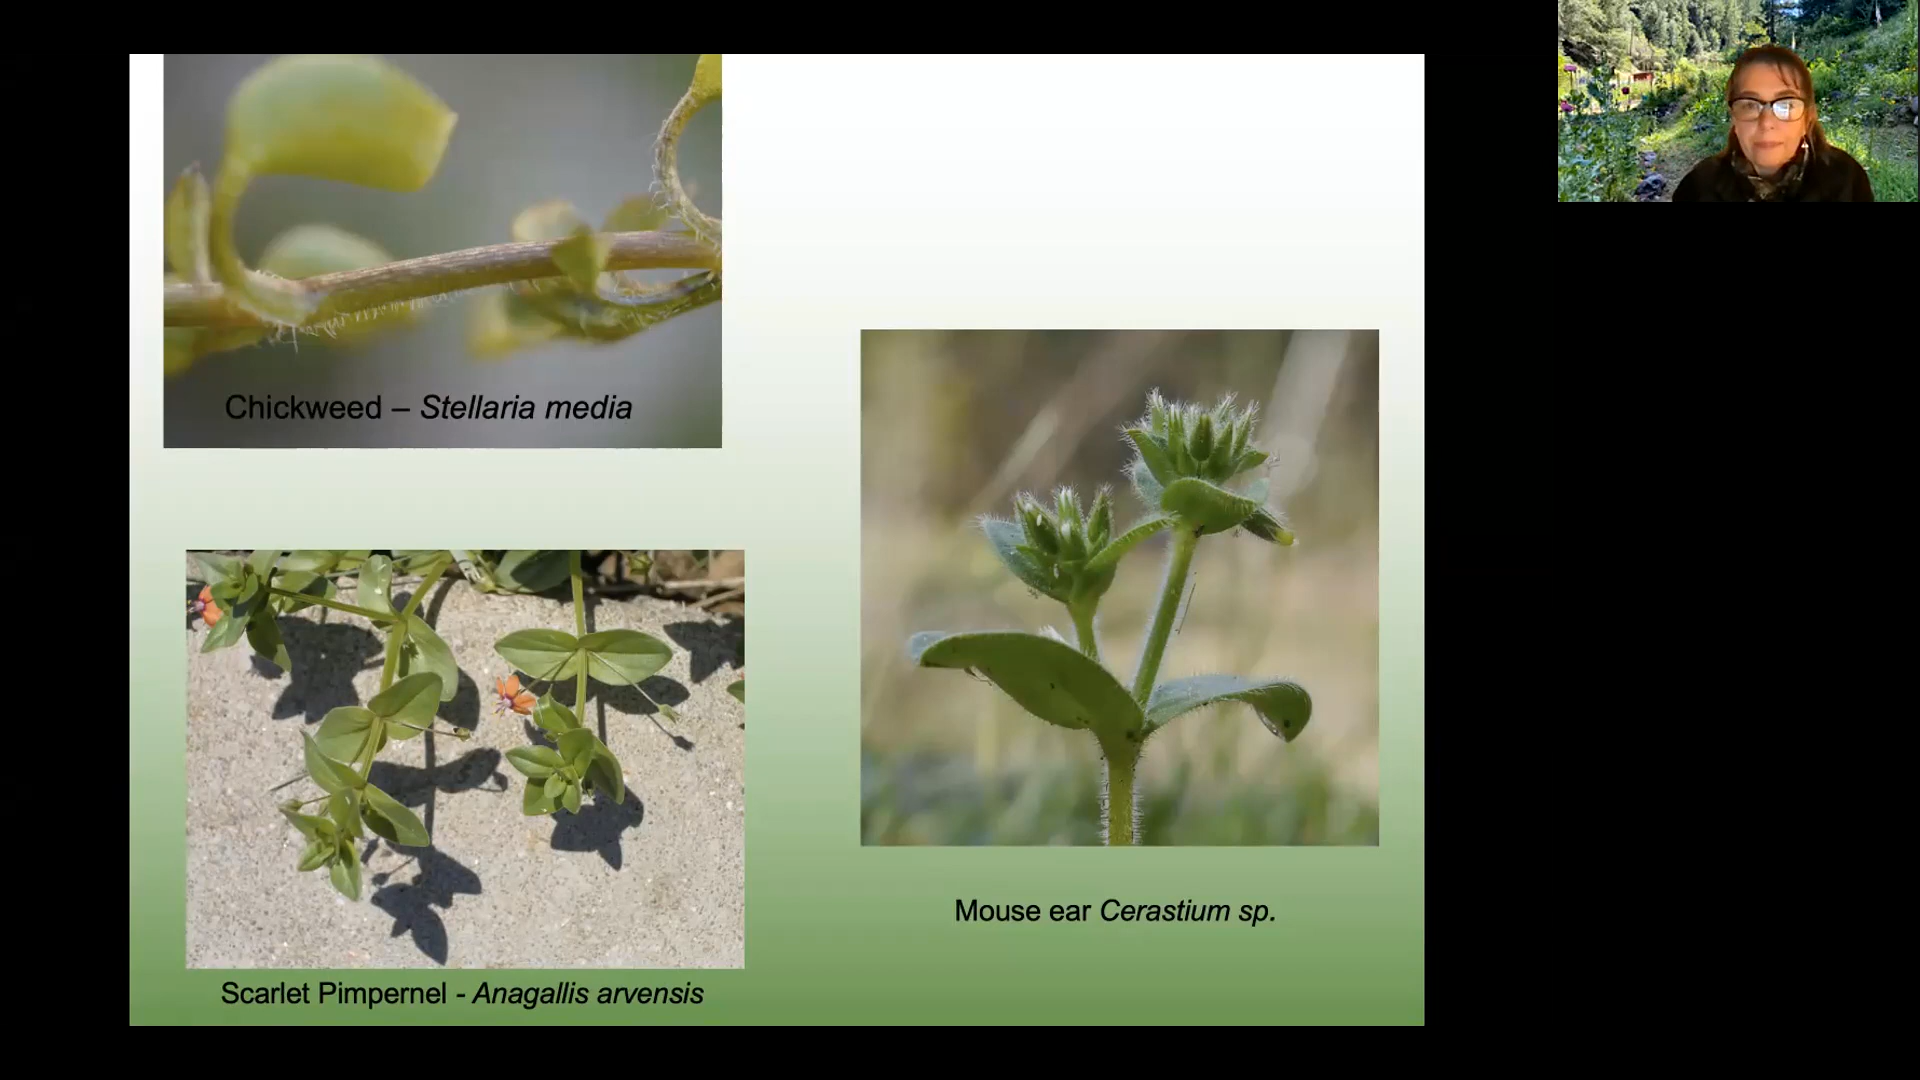 Chickweed – Stellaria media
Mouse ear Cerastium sp.
Scarlet Pimpernel - Anagallis arvensis